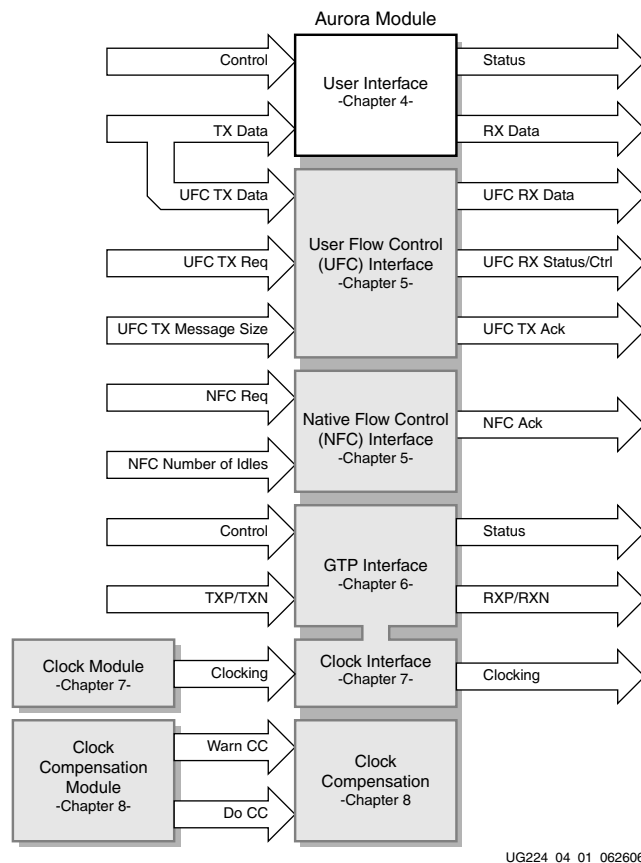 Aurora Module
Control
User Interface
-Chapter 4-
Status
TX Data
RX Data
UFC TX Data
UFC RX Data
UFC TX Req
User Flow Control
(UFC) Interface
-Chapter 5-
UFC RX Status/Ctrl
UFC TX Message Size
UFC TX Ack
NFC Req
Native Flow Control
(NFC) Interface
-Chapter 5-
NFC Ack
NFC Number of Idles
Control
GTP Interface
-Chapter 6-
Status
TXP/TXN
RXP/RXN
Clock Module
-Chapter 7-
Clocking
Clock Interface
-Chapter 7-
Clocking
Clock
Compensation
Module
-Chapter 8-
Warn CC
Do CC
Clock
Compensation
-Chapter 8
UG224_04_01_062606